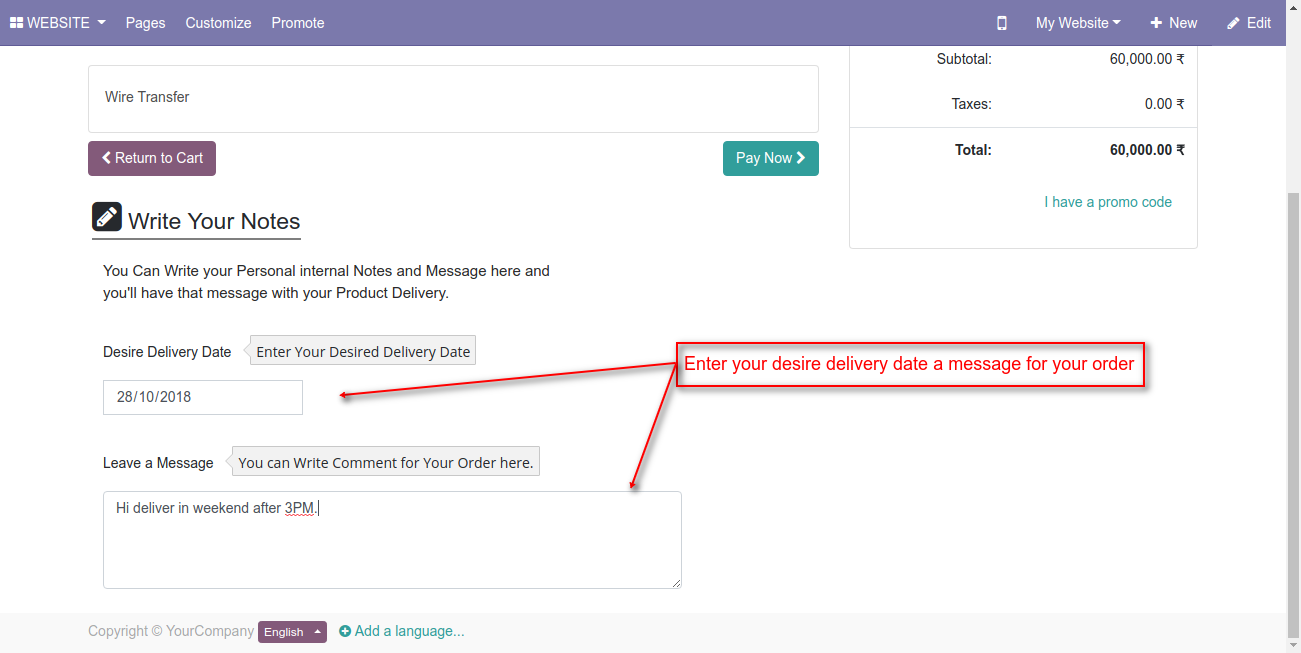 WEBSITE Pages Customize Promote My Website New Edit
Wire Transfer
Return to Cart Pay Now
Subtotal: 60,000.00 ₹
Taxes: 0.00 ₹
Total: 60,000.00 ₹
I have a promo code
Write Your Notes
You Can Write your Personal internal Notes and Message here and
you'll have that message with your Product Delivery.
Desire Delivery Date Enter Your Desired Delivery Date
28/10/2018
Enter your desire delivery date a message for your order
Leave a Message You can Write Comment for Your Order here.
Hi deliver in weekend after 3PM.
Copyright © YourCompany English Add a language...